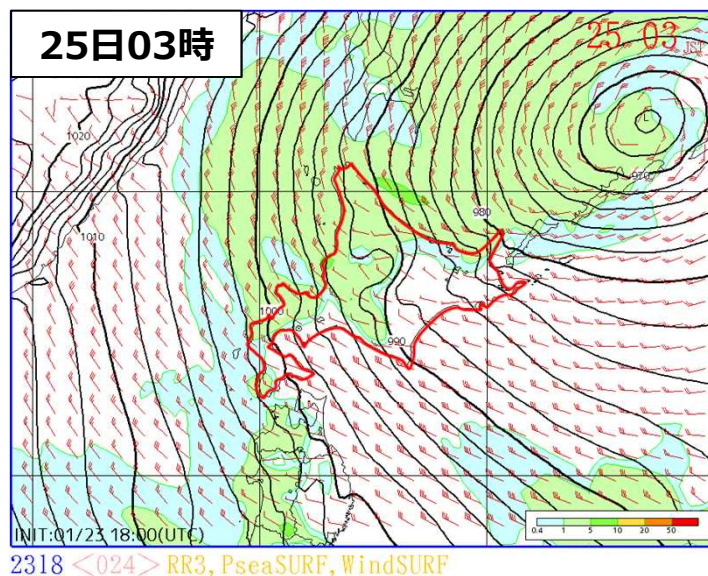 25日03時
25 03 JST
1020
970
980
1010
1000
990
L
INIT:01/23 18:00(UTC)
0.4 1 5 10 20 50
2318 <024> RR3,PseaSURF,WindSURF